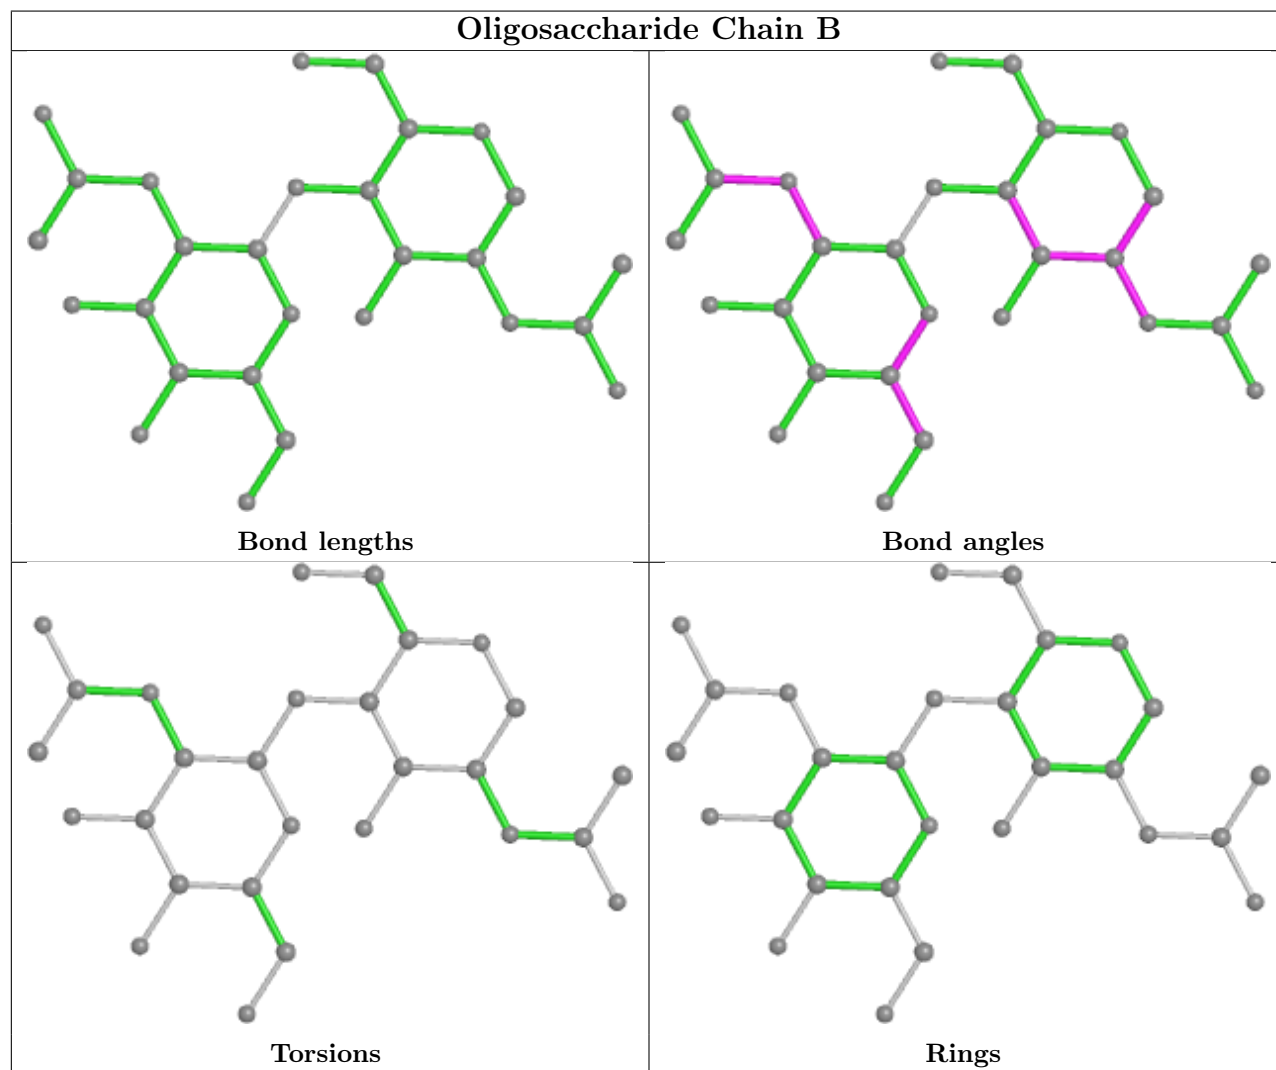 Oligosaccharide Chain B
Bond lengths
Bond angles
Torsions
Rings